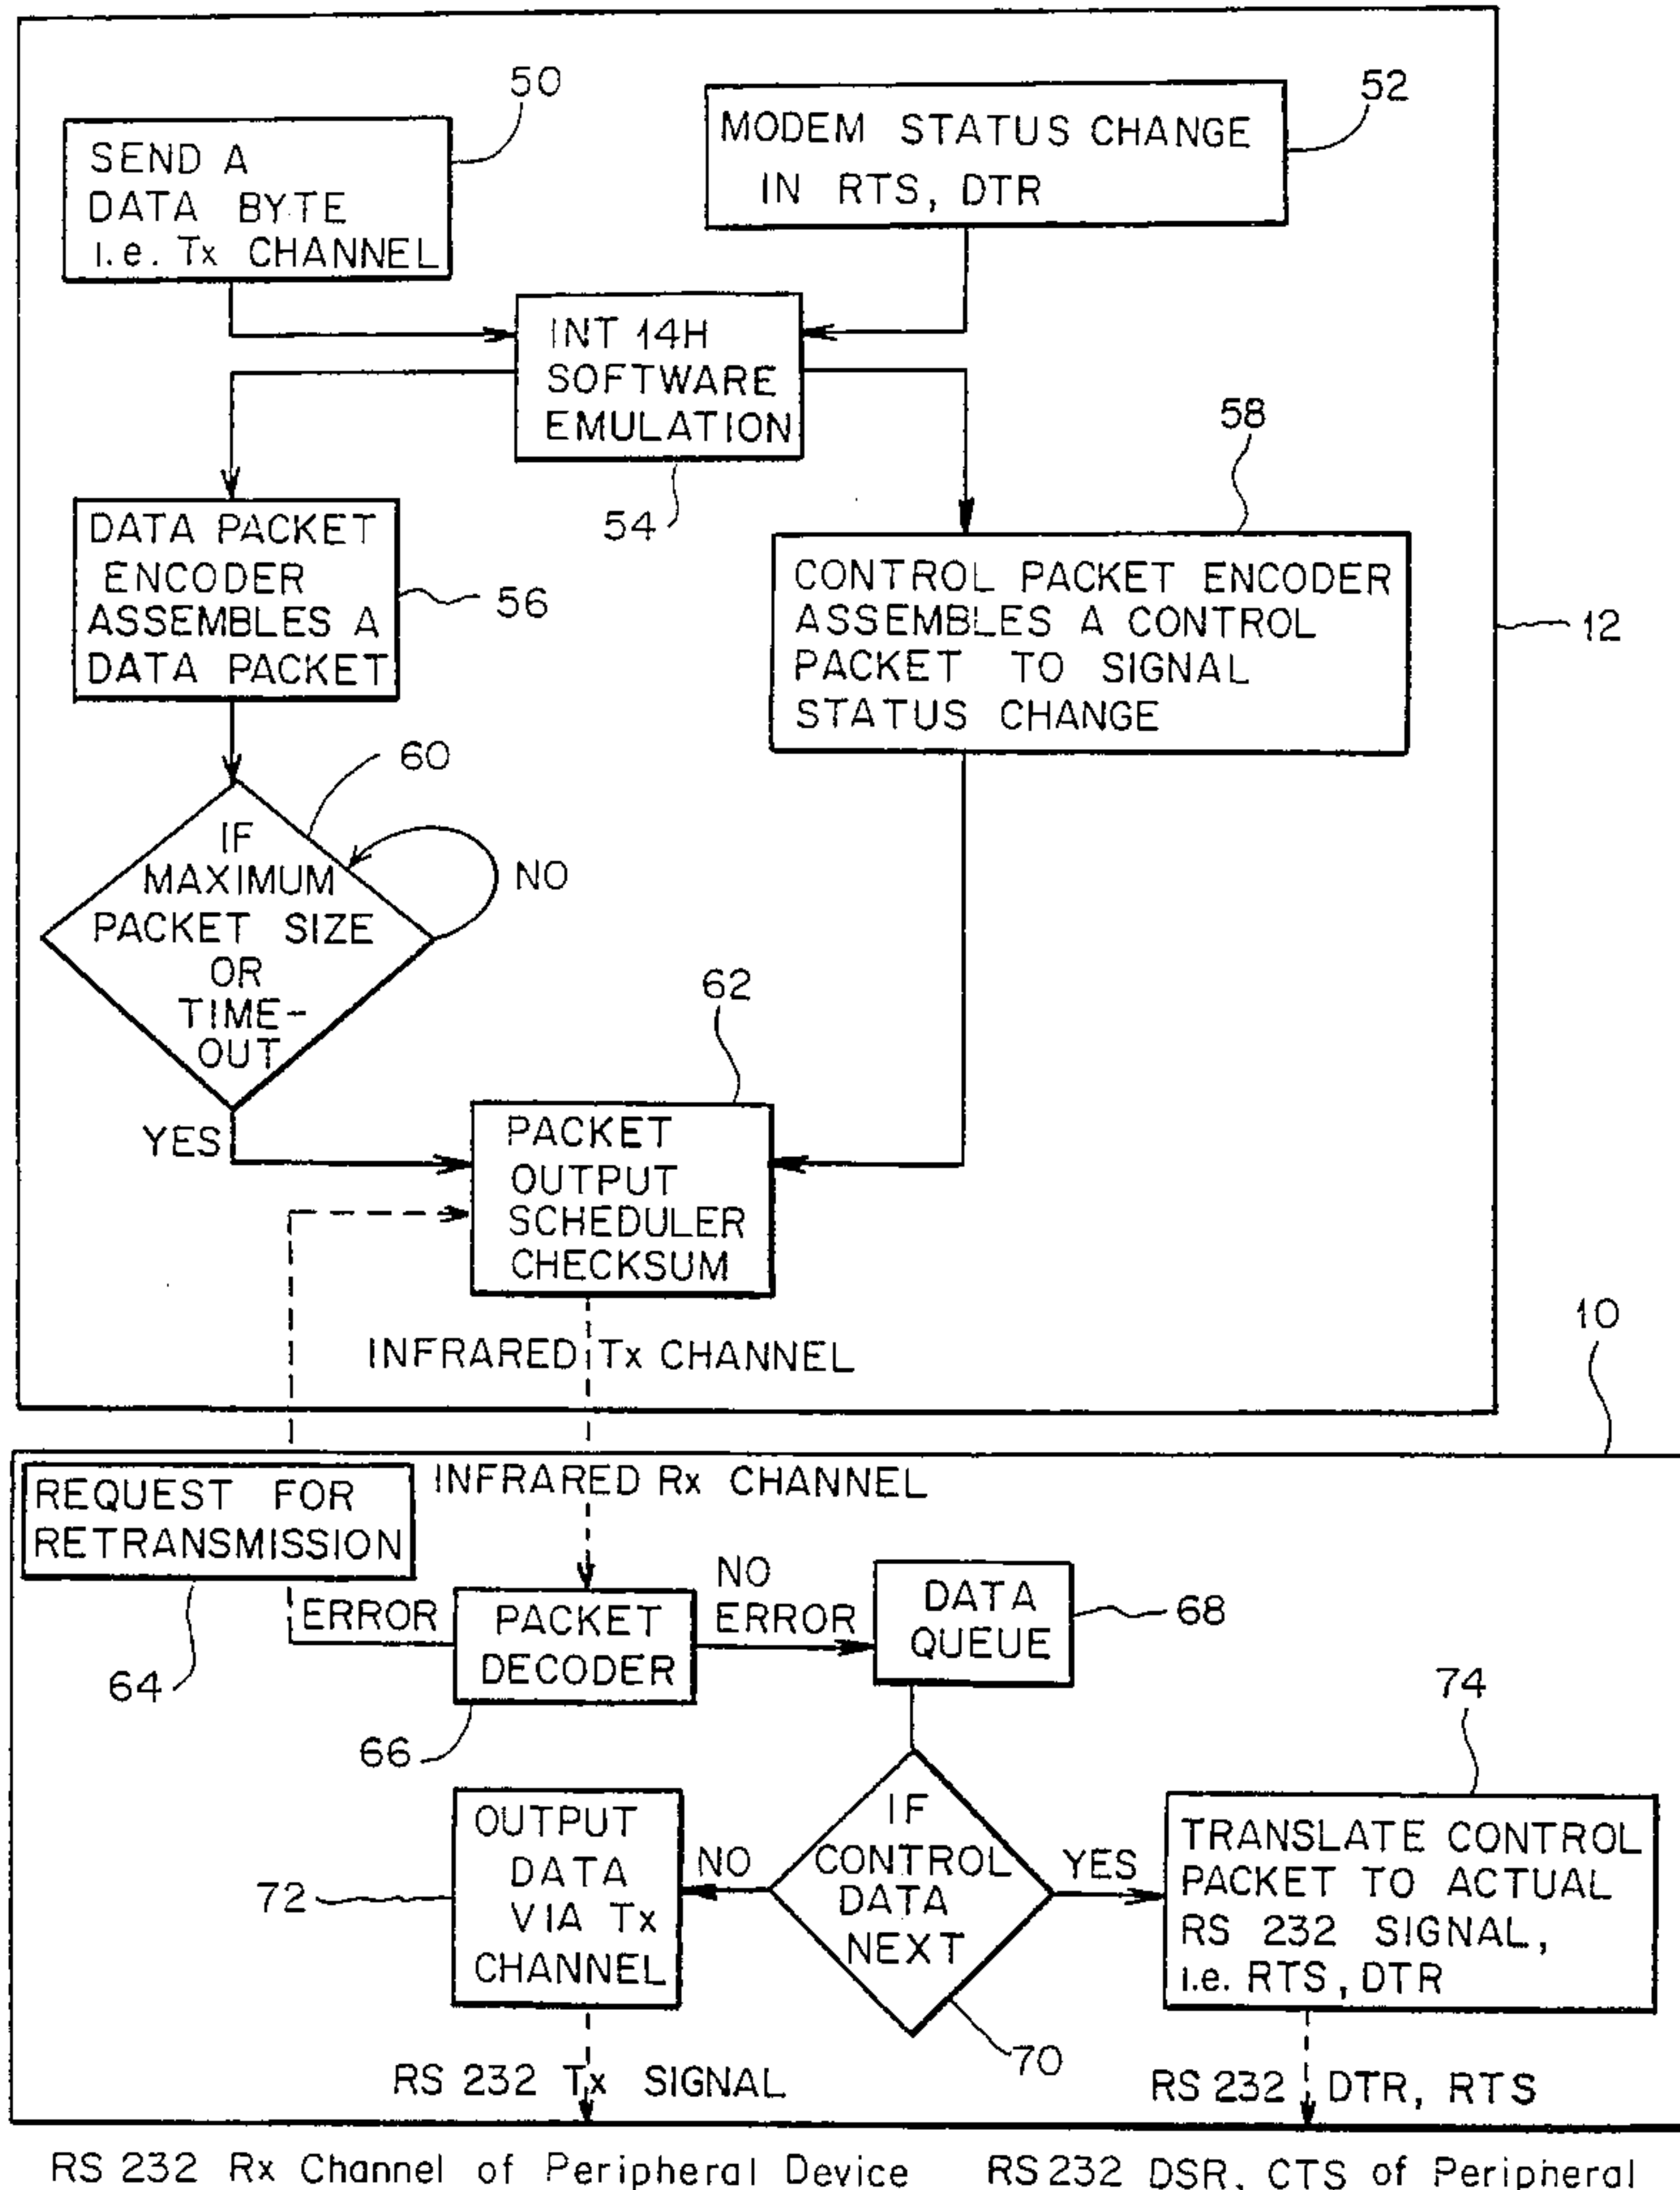 50
52
SEND A
DATA BYTE
i.e. Tx CHANNEL
MODEM STATUS CHANGE
IN RTS, DTR
INT 14H
SOFTWARE
EMULATION
54
58
DATA PACKET
ENCODER
ASSEMBLES A
DATA PACKET
56
CONTROL PACKET ENCODER
ASSEMBLES A CONTROL
PACKET TO SIGNAL
STATUS CHANGE
12
60
IF
MAXIMUM
PACKET SIZE
OR
TIME-
OUT
NO
YES
62
PACKET
OUTPUT
SCHEDULER
CHECKSUM
INFRARED Tx CHANNEL
10
REQUEST FOR
RETRANSMISSION
64
INFRARED Rx CHANNEL
ERROR
PACKET
DECODER
66
NO
ERROR
DATA
QUEUE
68
74
OUTPUT
DATA
VIA Tx
CHANNEL
72
NO
IF
CONTROL
DATA
NEXT
70
YES
TRANSLATE CONTROL
PACKET TO ACTUAL
RS 232 SIGNAL,
i.e. RTS, DTR
RS 232 Tx SIGNAL
RS 232 DTR, RTS
RS 232 Rx Channel of Peripheral Device
RS 232 DSR, CTS of Peripheral